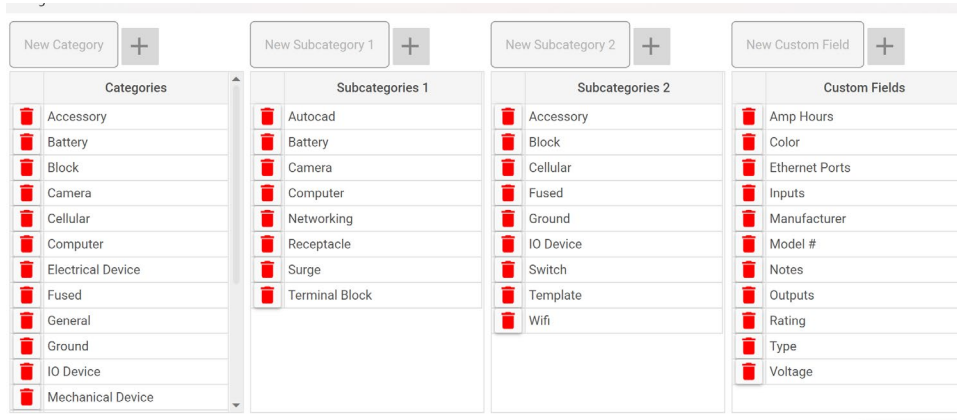 New Category +
New Subcategory 1 +
New Subcategory 2 +
New Custom Field +
Categories
Accessory
Battery
Block
Camera
Cellular
Computer
Electrical Device
Fused
General
Ground
IO Device
Mechanical Device
Subcategories 1
Autocad
Battery
Camera
Computer
Networking
Receptacle
Surge
Terminal Block
Subcategories 2
Accessory
Block
Cellular
Fused
Ground
IO Device
Switch
Template
Wifi
Custom Fields
Amp Hours
Color
Ethernet Ports
Inputs
Manufacturer
Model #
Notes
Outputs
Rating
Type
Voltage